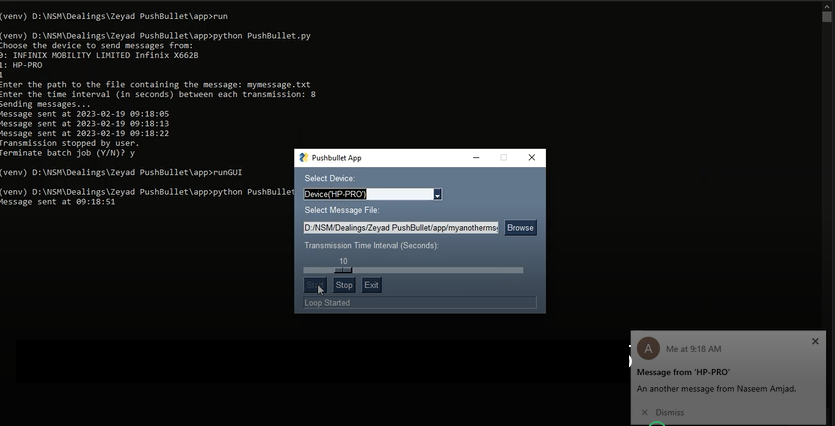 (venv) D:\NSM\Dealings\Zeyad PushBullet\app>run
(venv) D:\NSM\Dealings\Zeyad PushBullet\app>python PushBullet.py
Choose the device to send messages from:
0: INFINIX MOBILITY LIMITED Infinix X662B
1: HP-PRO
1
Enter the path to the file containing the message: mymessage.txt
Enter the time interval (in seconds) between each transmission: 8
Sending messages...
Message sent at 2023-02-19 09:18:05
Message sent at 2023-02-19 09:18:13
Message sent at 2023-02-19 09:18:22
Transmission stopped by user.
Terminate batch job (Y/N)? y
(venv) D:\NSM\Dealings\Zeyad PushBullet\app>runGUI
(venv) D:\NSM\Dealings\Zeyad PushBullet\app>python PushBullet
Message sent at 09:18:51
Pushbullet App
Select Device:
Device('HP-PRO')
Select Message File:
D:/NSM/Dealings/Zeyad PushBullet/app/myanotherms
Browse
Transmission Time Interval (Seconds):
10
Stop Exit
Loop Started
A Me at 9:18 AM
Message from 'HP-PRO'
An another message from Naseem Amjad.
Dismiss